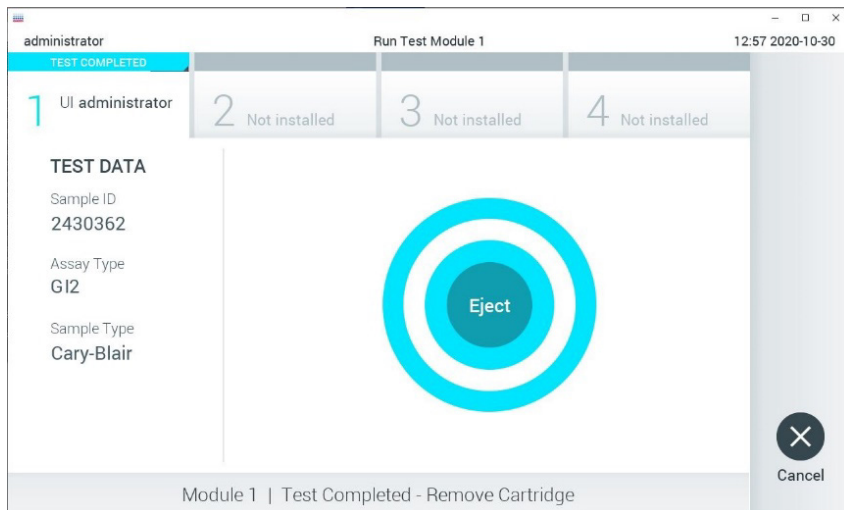 administrator Run Test Module 1 12:57 2020-10-30
TEST COMPLETED
1 UI administrator
2 Not installed
3 Not installed
4 Not installed
TEST DATA
Sample ID
2430362
Assay Type
GI2
Sample Type
Cary-Blair
Eject
Cancel
Module 1 | Test Completed - Remove Cartridge